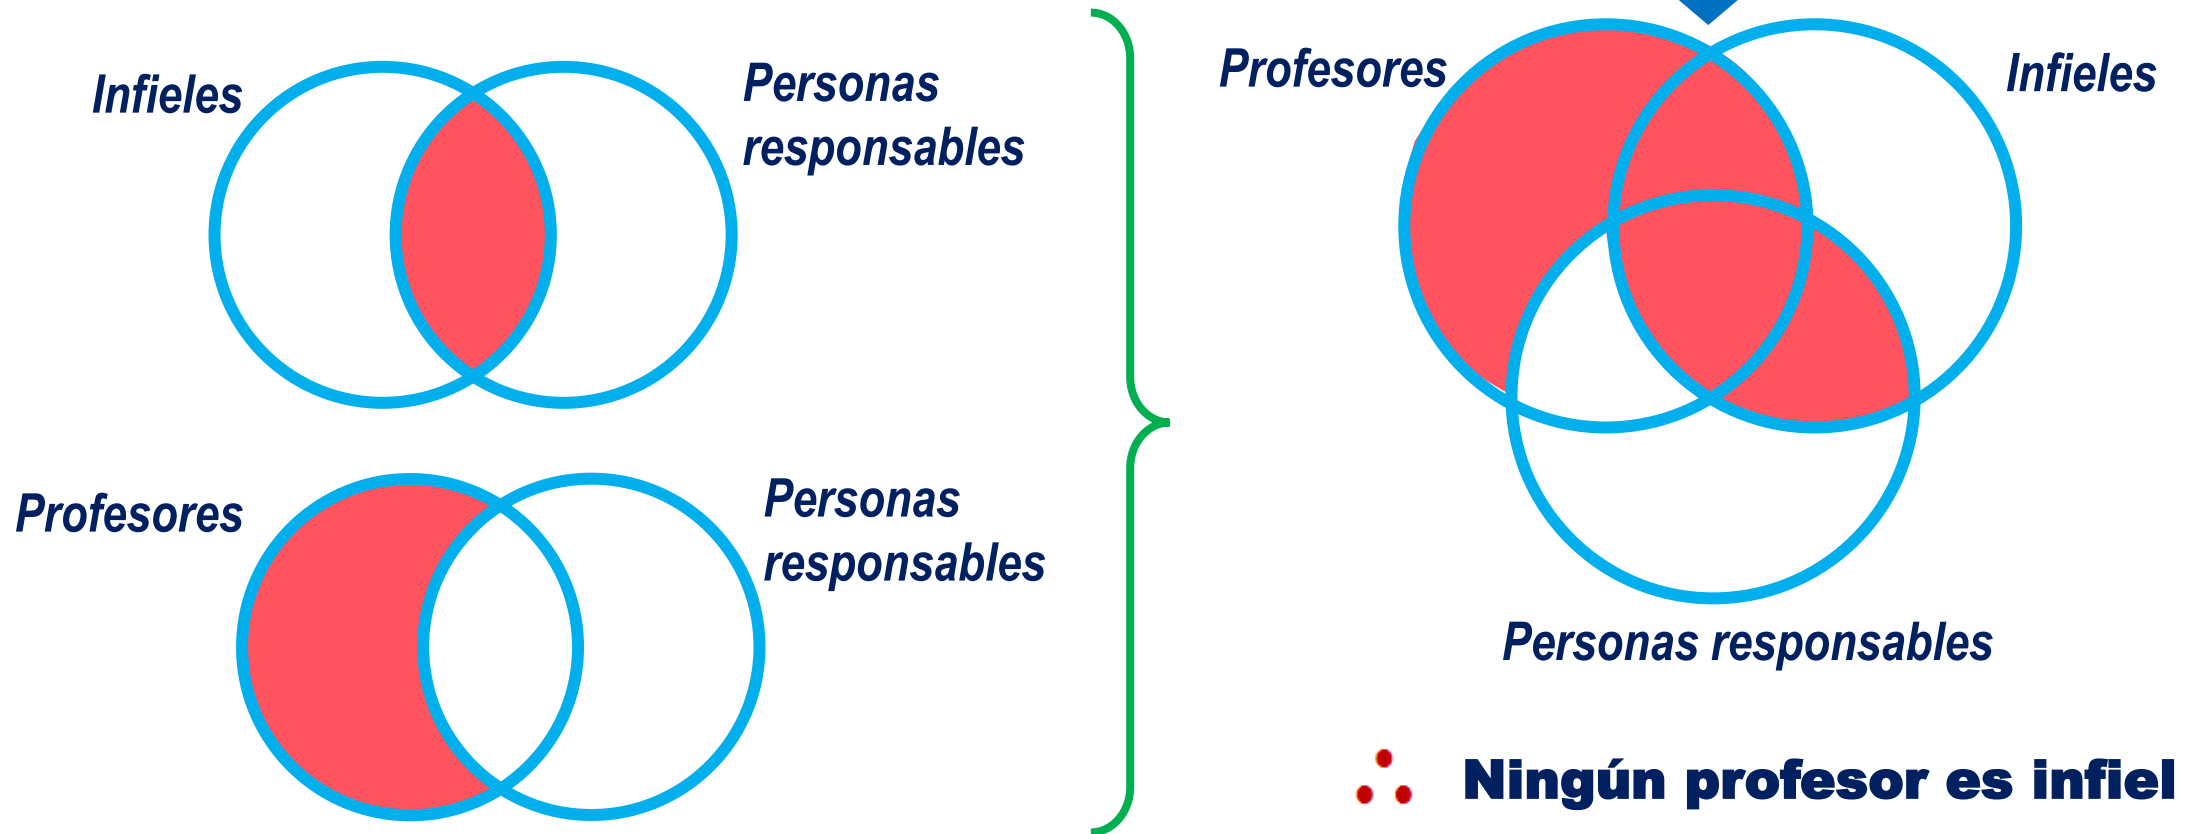 Infieles
Personas
responsables
Profesores
Personas
responsables
Profesores
Infieles
Personas responsables
∴ Ningún profesor es infiel